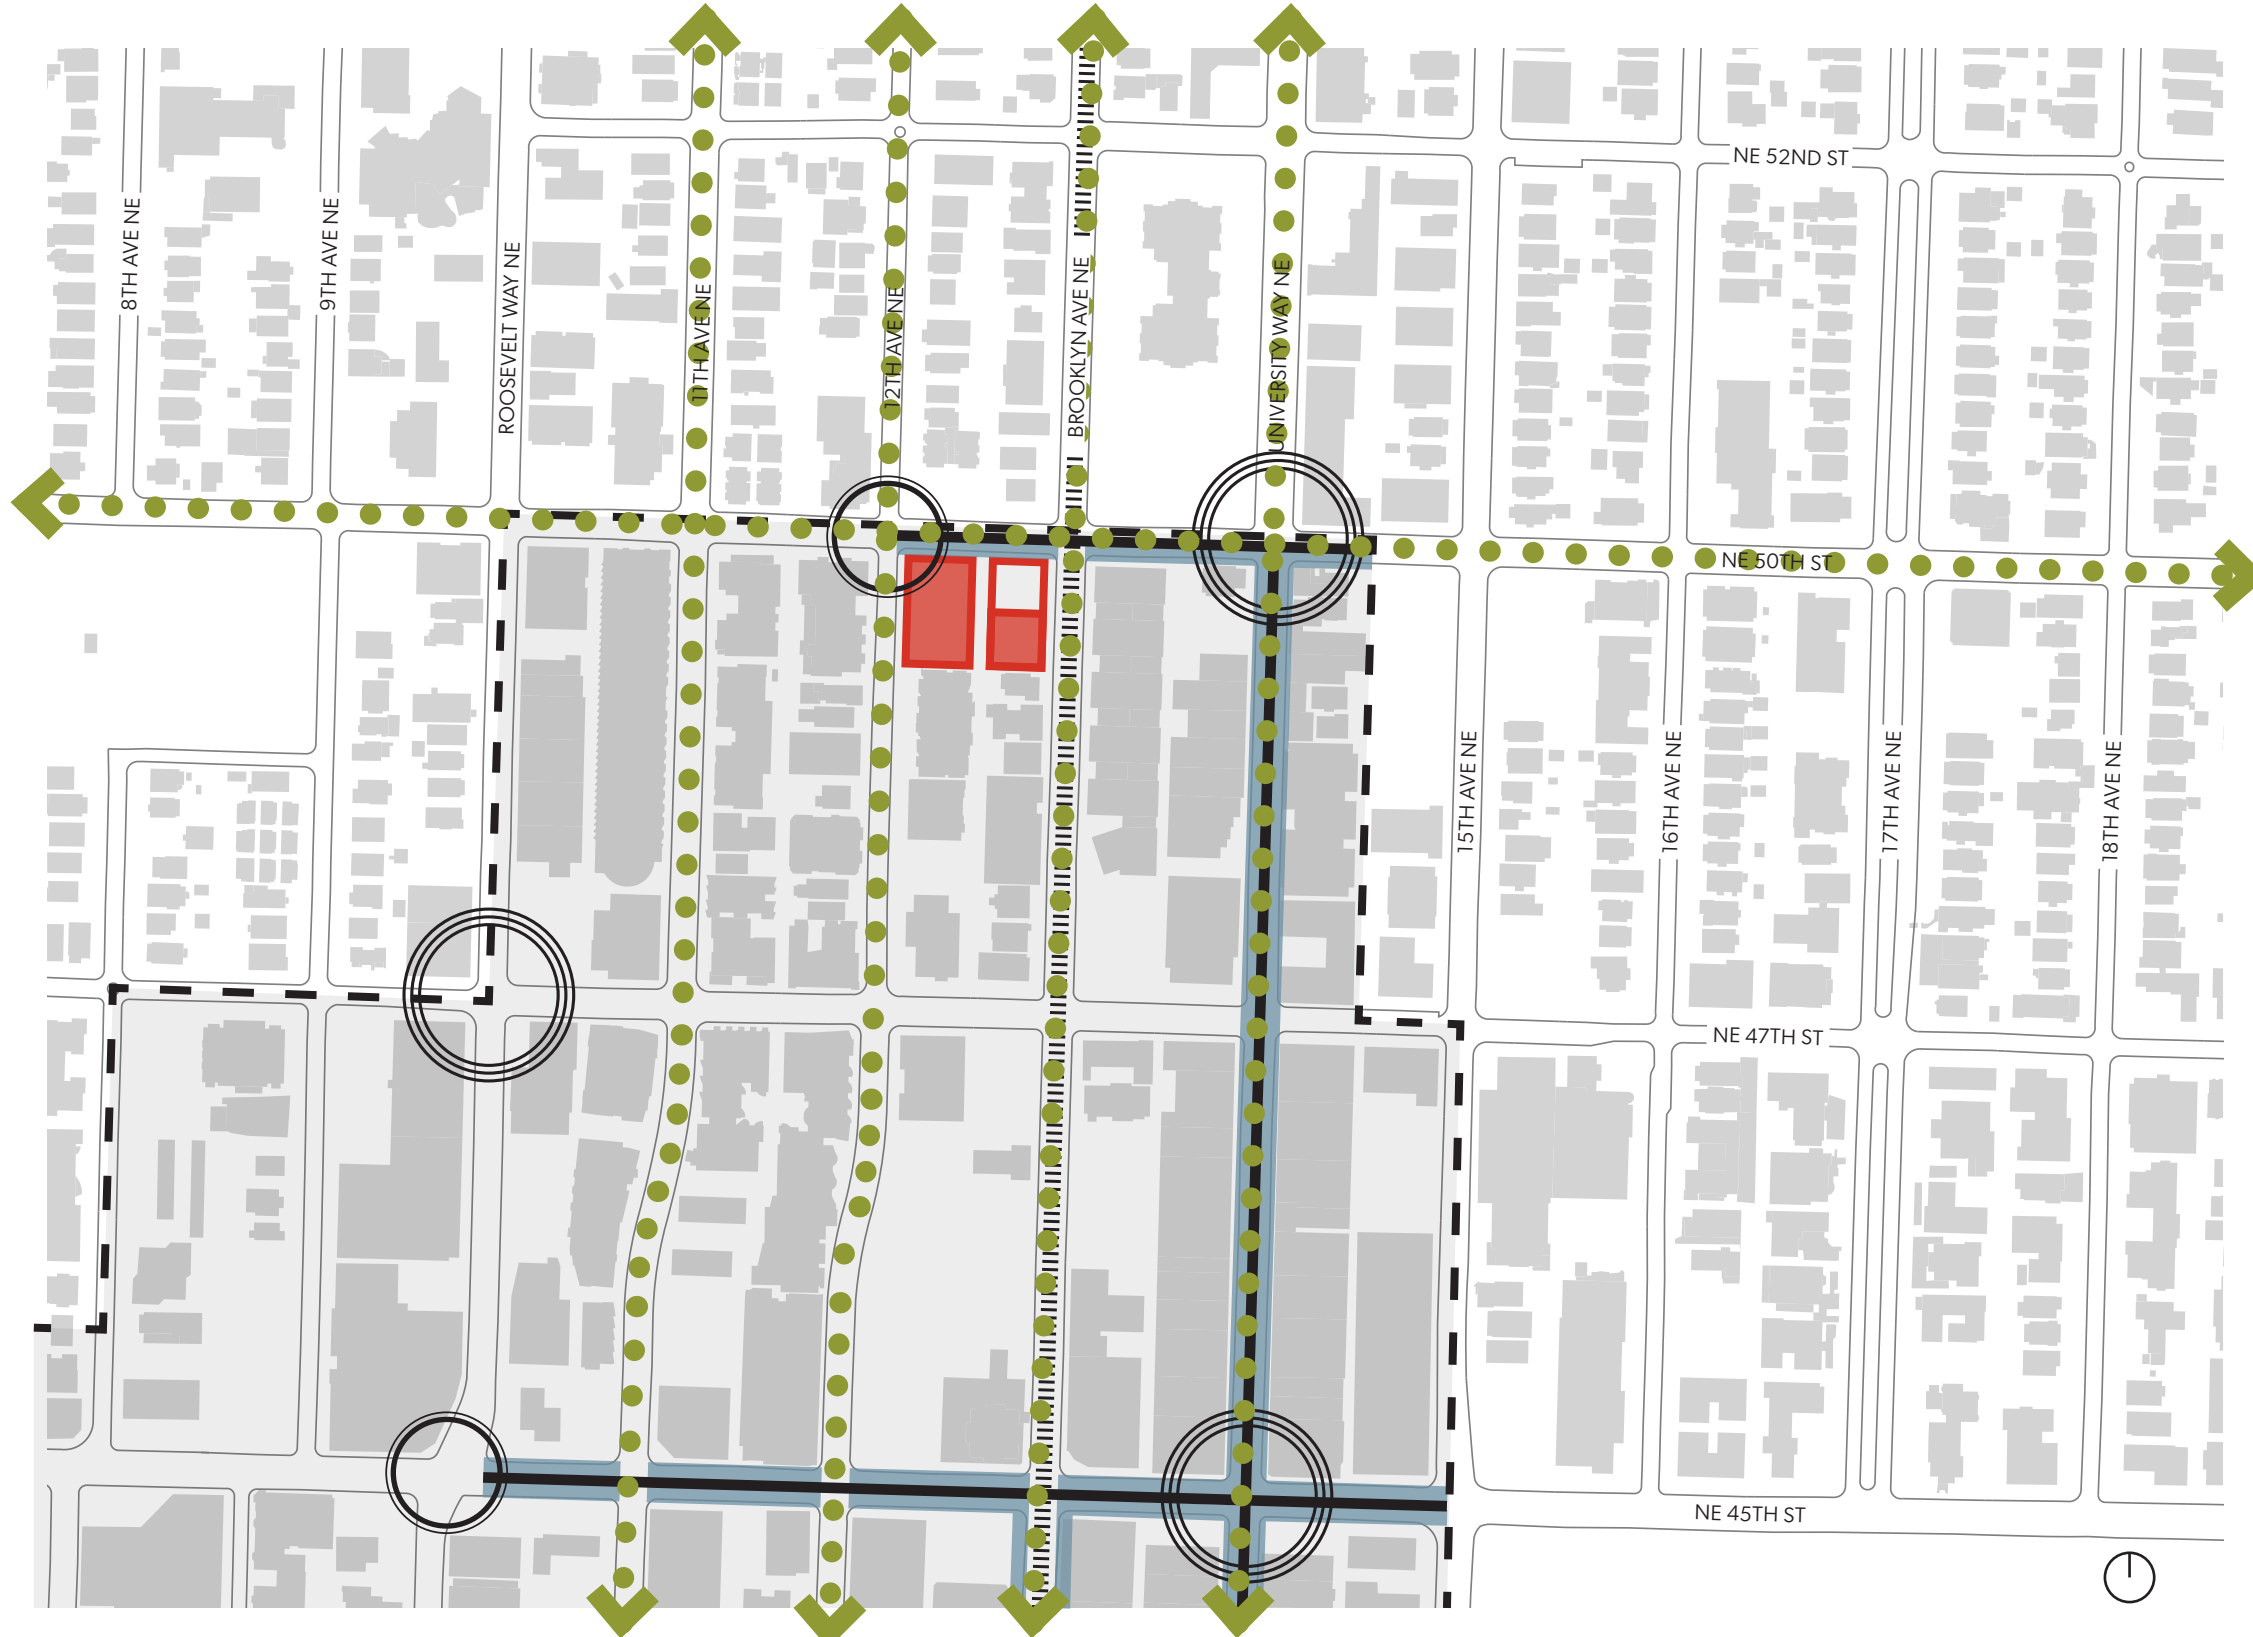 NE 52ND ST
8TH AVE NE
9TH AVE NE
ROOSEVELT WAY NE
11TH AVE NE
12TH AVE NE
BROOKLYN AVE NE
UNIVERSITY WAY NE
NE 50TH ST
15TH AVE NE
16TH AVE NE
17TH AVE NE
18TH AVE NE
NE 47TH ST
NE 45TH ST